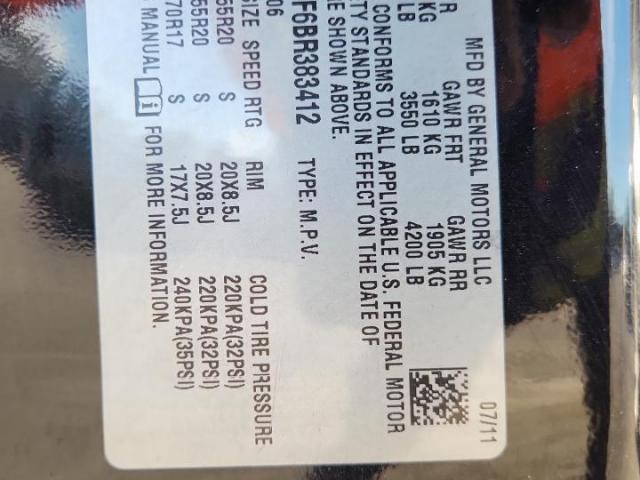 MFD BY GENERAL MOTORS LLC 07/11
GAWR FRT GAWR RR
KG 1610 KG 1905 KG
LB 3550 LB 4200 LB
CONFORMS TO ALL APPLICABLE U.S. FEDERAL MOTOR
TY STANDARDS IN EFFECT ON THE DATE OF
RE SHOWN ABOVE.
F6BR383412 TYPE: M.P.V.
06
SIZE SPEED RTG RIM COLD TIRE PRESSURE
55R20 S 20X8.5J 220KPA(32PSI)
55R20 S 20X8.5J 220KPA(32PSI)
70R17 S 17X7.5J 240KPA(35PSI)
S MANUAL FOR MORE INFORMATION.